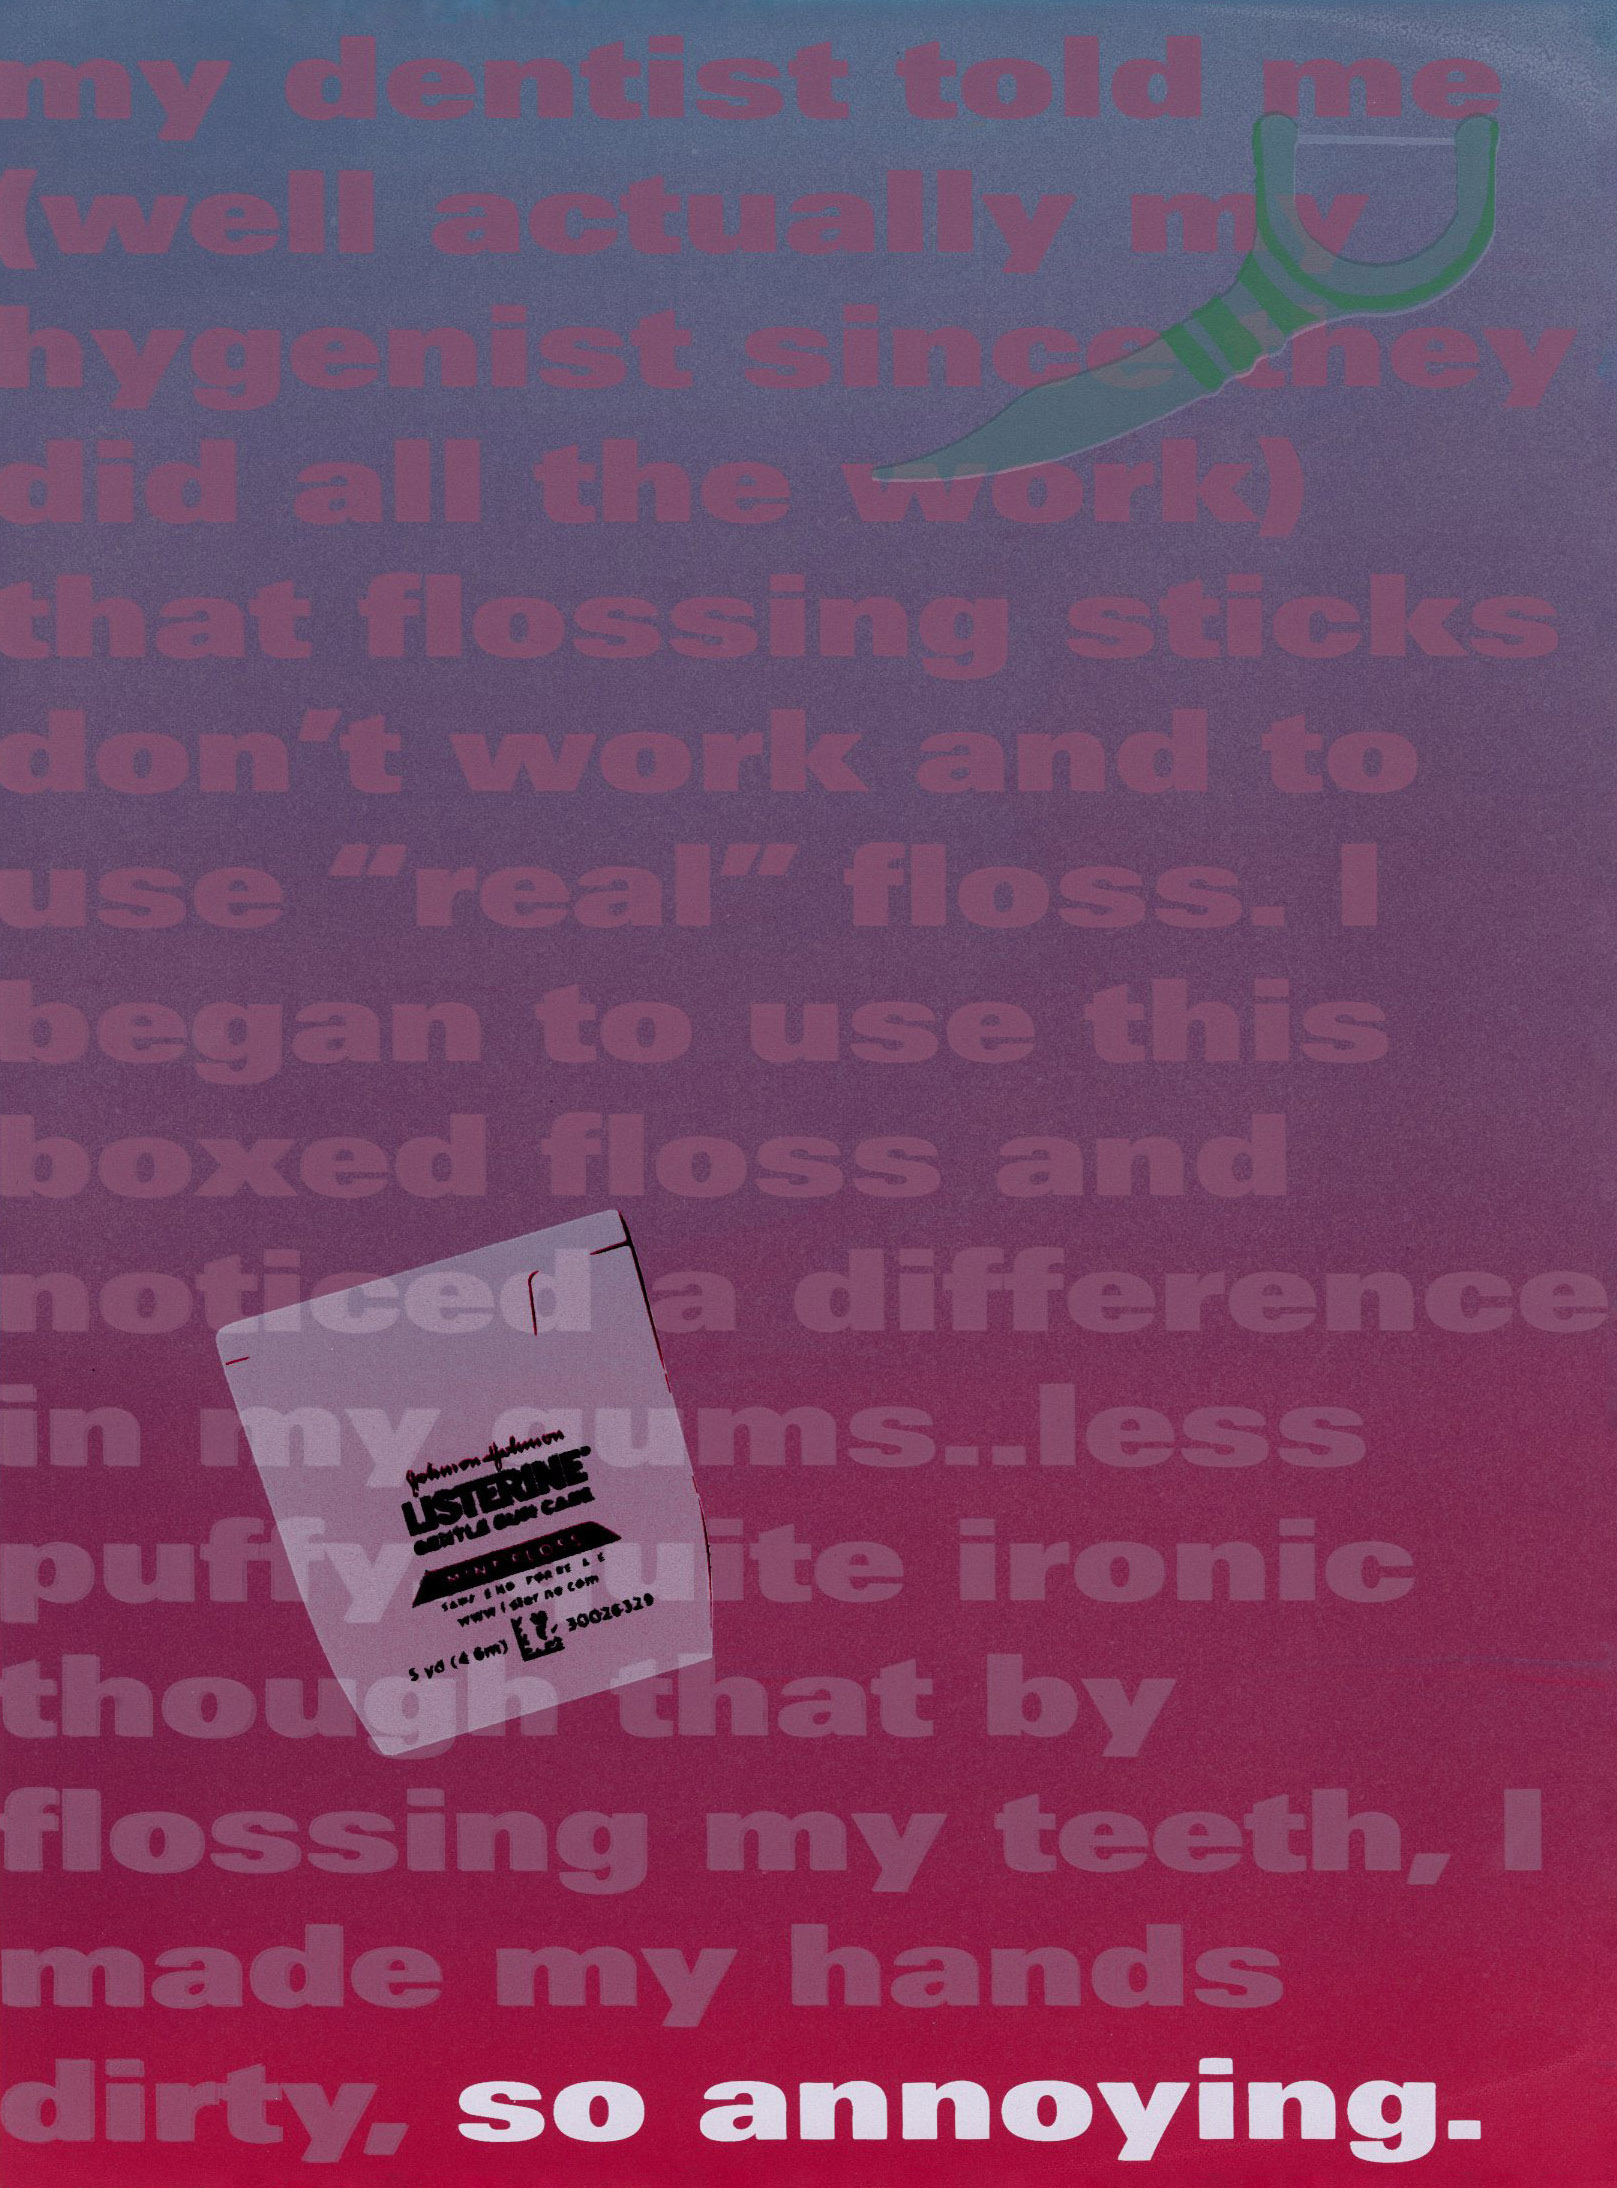 my dentist told me
(well actually my
hygenist since they
did all the work)
that flossing sticks
don't work and to
use “real” floss. I
began to use this
boxed floss and
noticed a difference
in my gums..less
puffy quite ironic
though that by
flossing my teeth, I
made my hands
dirty, so annoying.
Johnson & Johnson
LISTERINE®
GENTLE GUM CARE
MINT FLOSS
www.listerine.com
5 yd (4.6m) 30026329